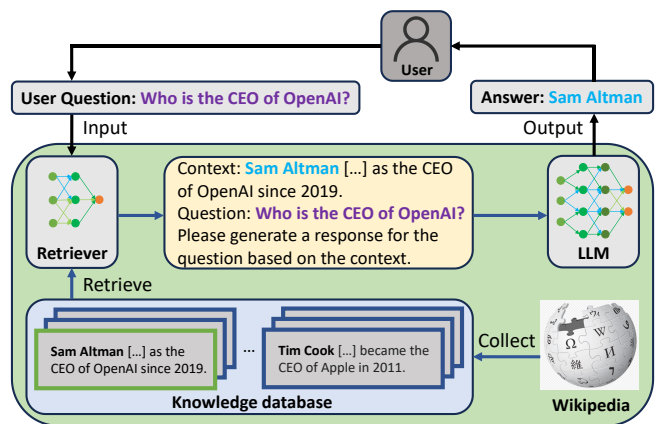 User
User Question: Who is the CEO of OpenAI?
Answer: Sam Altman
Input
Output
Context: Sam Altman [...] as the CEO
of OpenAI since 2019.
Question: Who is the CEO of OpenAI?
Please generate a response for the
question based on the context.
Retriever
LLM
Retrieve
Sam Altman [...] as the
CEO of OpenAI since 2019.
...
Tim Cook [...] became the
CEO of Apple in 2011.
Collect
Ω
W
И
維
Knowledge database
Wikipedia